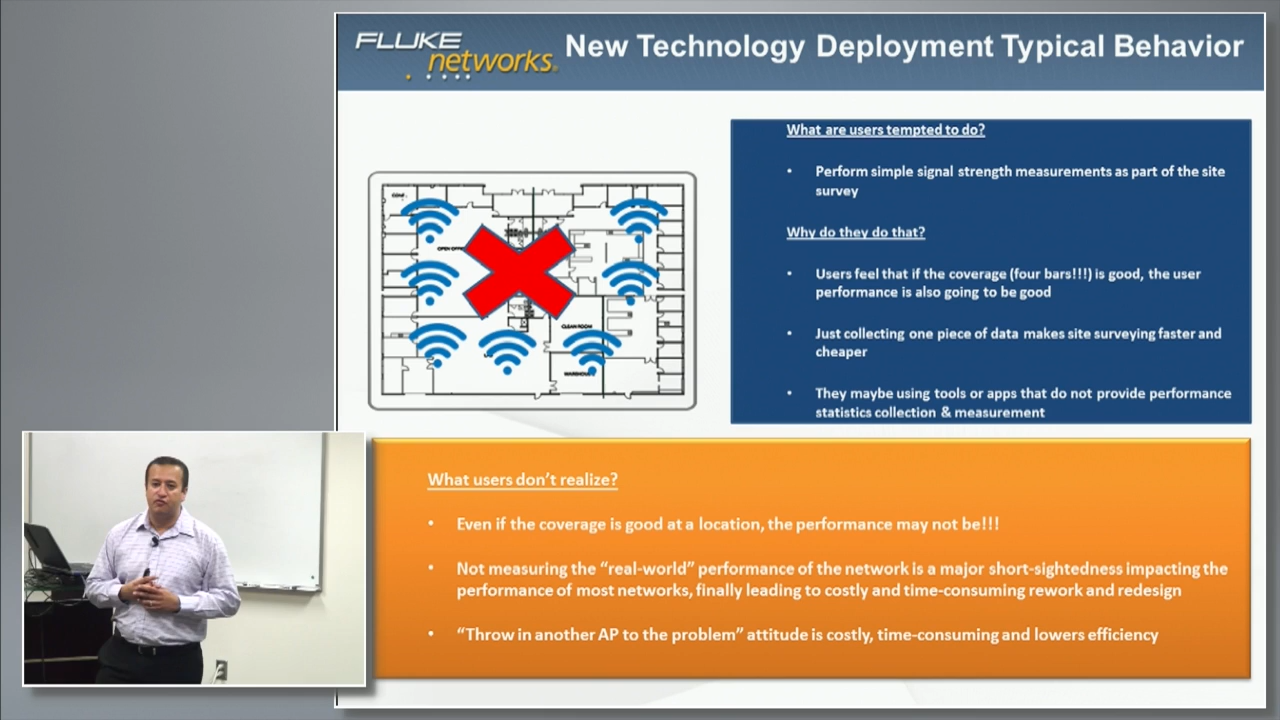 FLUKE
networks.
New Technology Deployment Typical Behavior
What are users tempted to do?
• Perform simple signal strength measurements as part of the site
survey
Why do they do that?
• Users feel that if the coverage (four bars!!!) is good, the user
performance is also going to be good
• Just collecting one piece of data makes site surveying faster and
cheaper
• They maybe using tools or apps that do not provide performance
statistics collection & measurement
CLEAN ROOM
What users don't realize?
• Even if the coverage is good at a location, the performance may not be!!!
• Not measuring the “real-world” performance of the network is a major short-sightedness impacting the
performance of most networks, finally leading to costly and time-consuming rework and redesign
• “Throw in another AP to the problem” attitude is costly, time-consuming and lowers efficiency